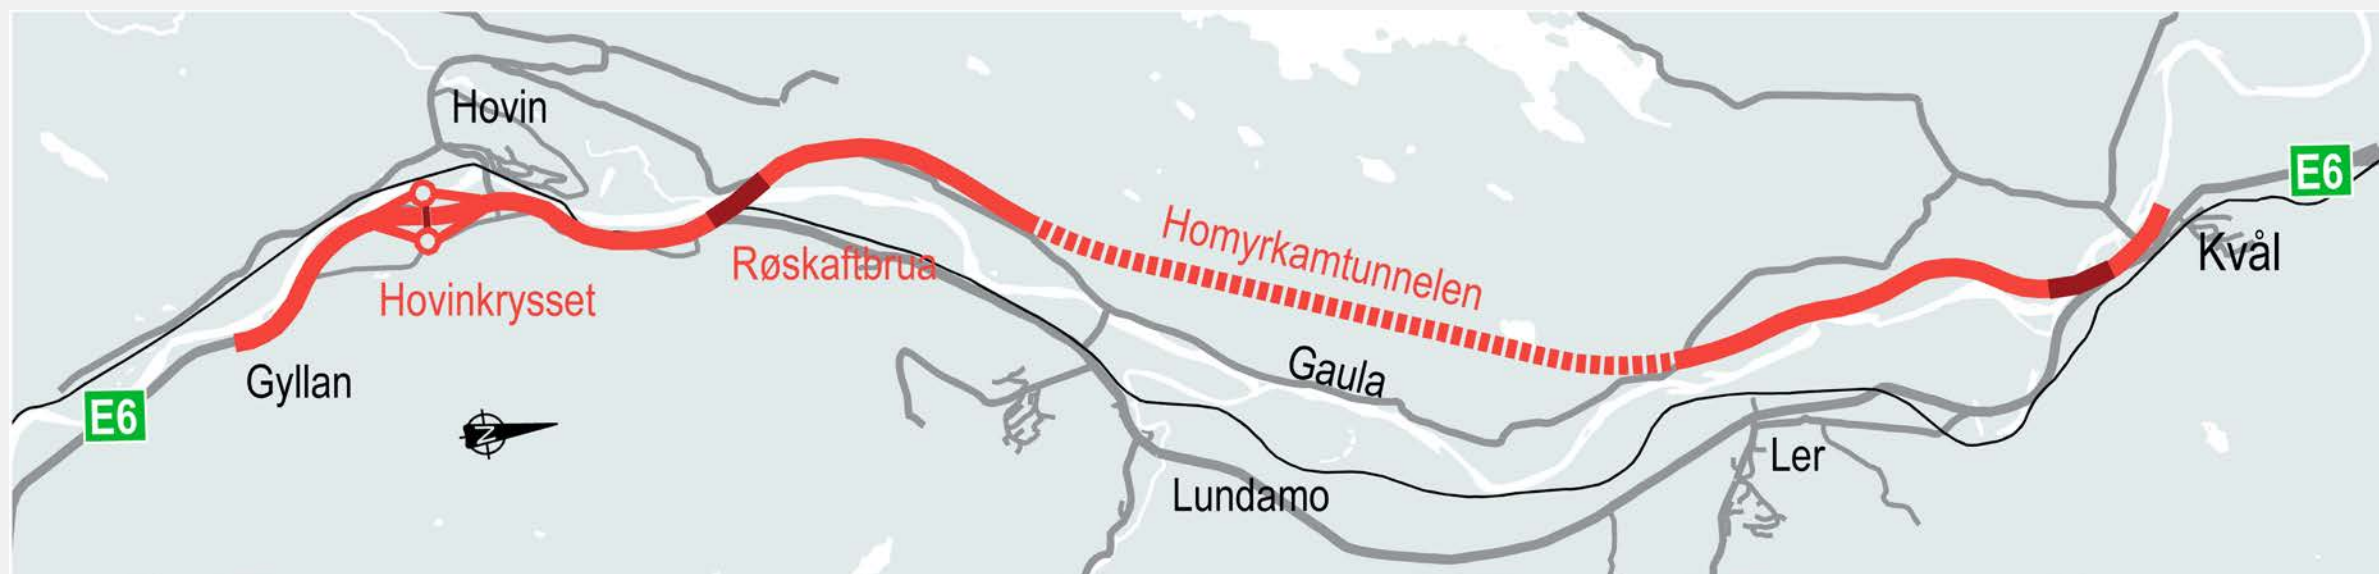 Hovin
E6
Kvål
Homyrkamtunnelen
Røskaftbrua
Hovinkrysset
Gyllan
Gaula
E6
N
Ler
Lundamo